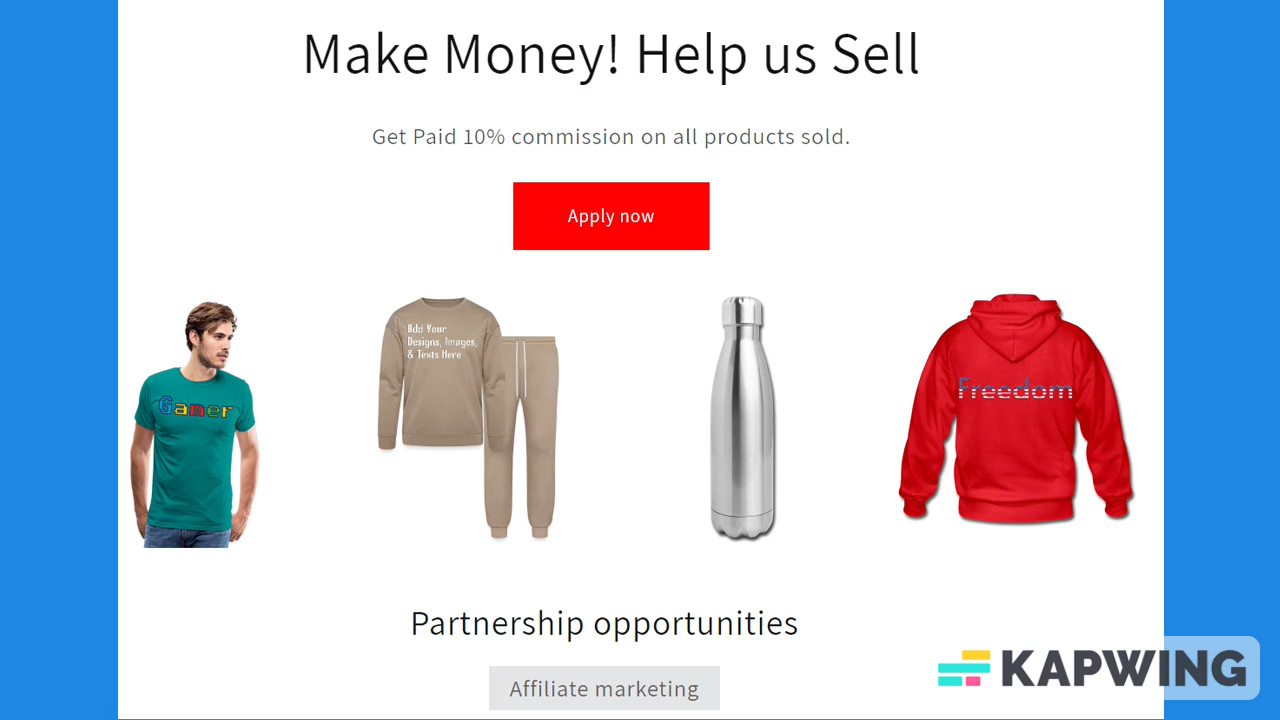 Make Money! Help us Sell
Get Paid 10% commission on all products sold.
Apply now
Gamer
Add Your
Designs, Images,
& Texts Here
Freedom
Partnership opportunities
Affiliate marketing
KAPWING